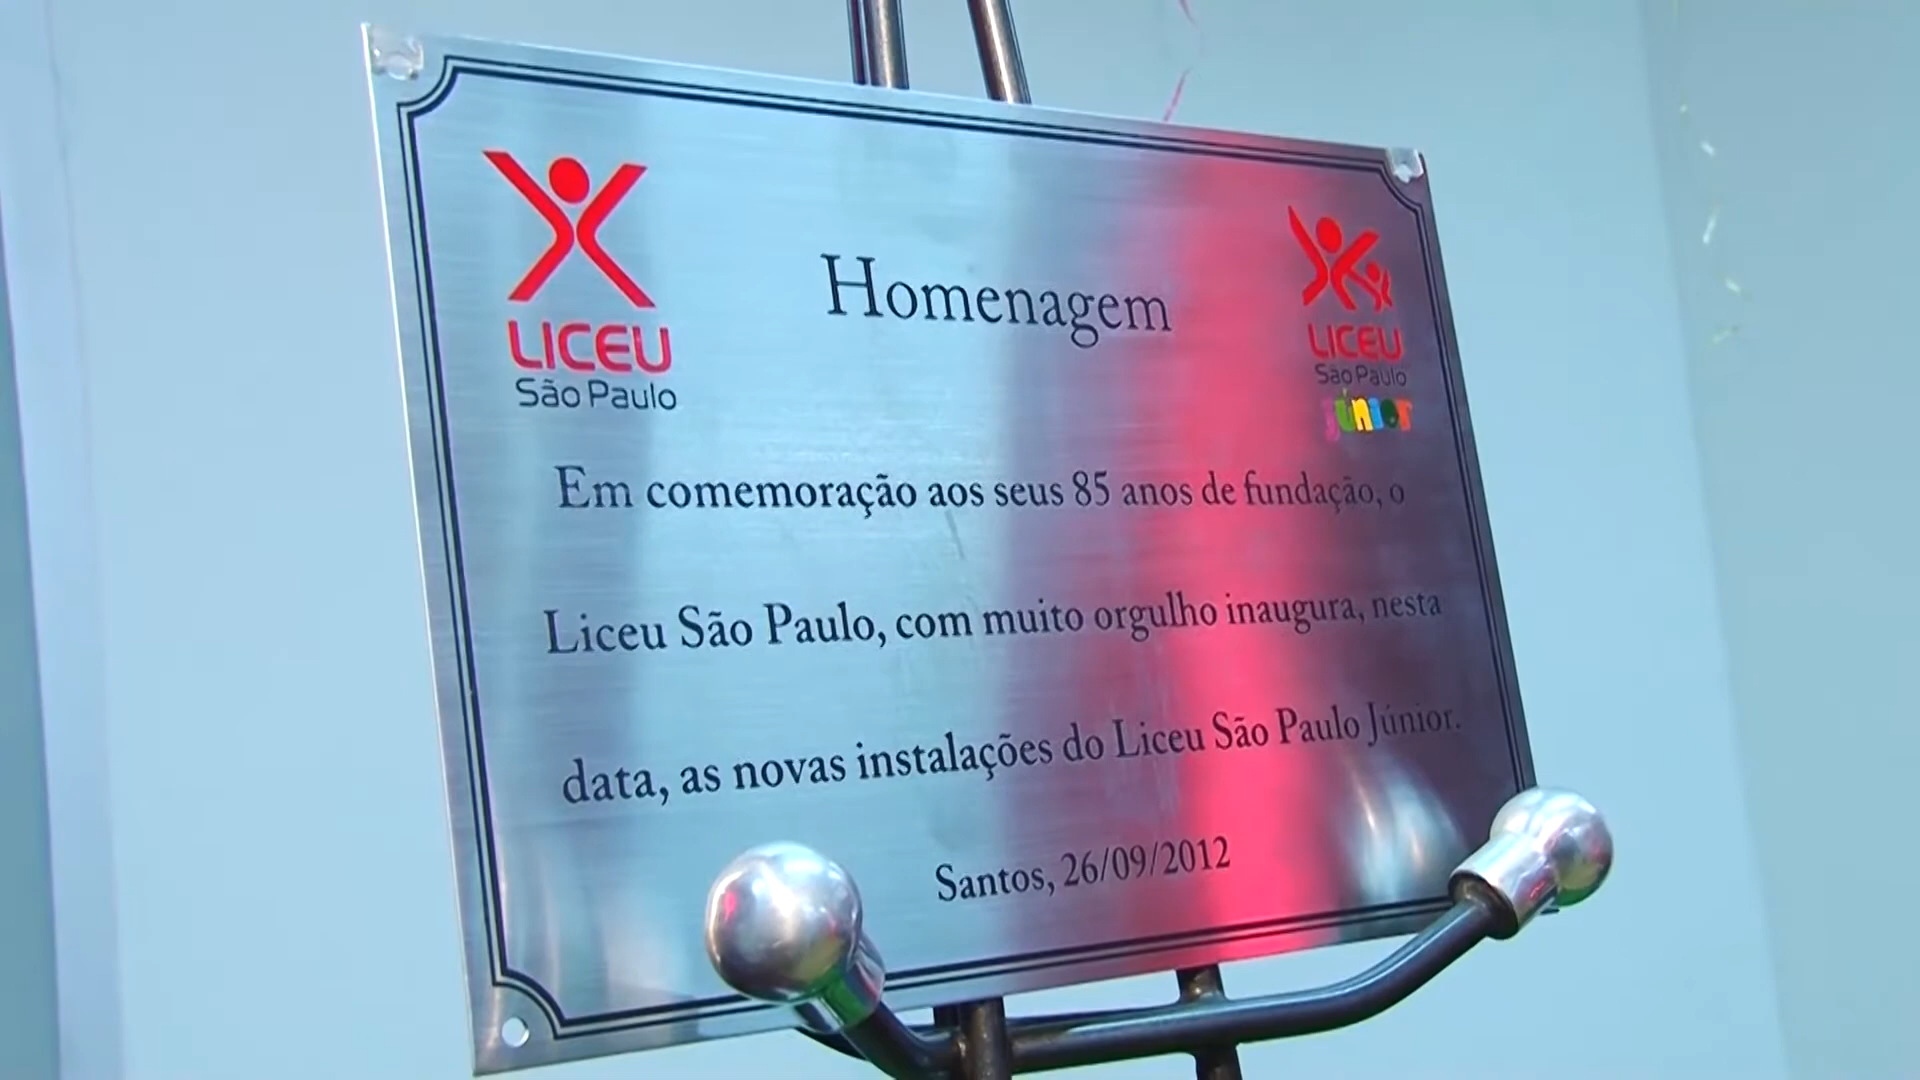 LICEU
São Paulo
Homenagem
LICEU
São Paulo
júnior
Em comemoração aos seus 85 anos de fundação, o
Liceu São Paulo, com muito orgulho inaugura, nesta
data, as novas instalações do Liceu São Paulo Júnior.
Santos, 26/09/2012